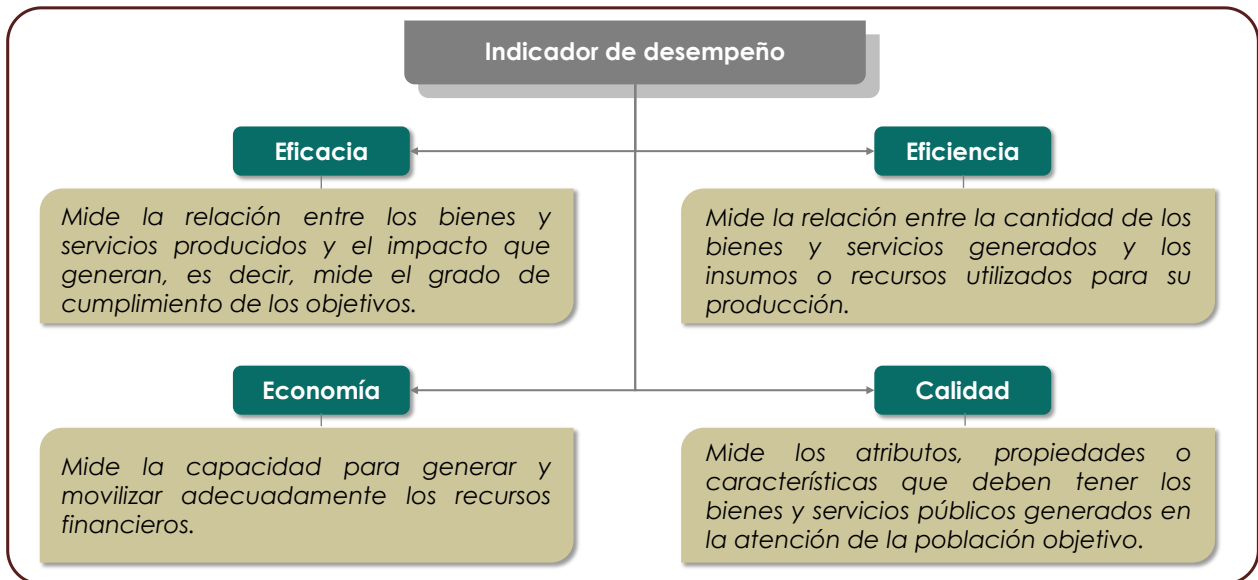 Indicador de desempeño
Eficacia
Mide la relación entre los bienes y
servicios producidos y el impacto que
generan, es decir, mide el grado de
cumplimiento de los objetivos.
Eficiencia
Mide la relación entre la cantidad de los
bienes y servicios generados y los
insumos o recursos utilizados para su
producción.
Economía
Mide la capacidad para generar y
movilizar adecuadamente los recursos
financieros.
Calidad
Mide los atributos, propiedades o
características que deben tener los
bienes y servicios públicos generados en
la atención de la población objetivo.